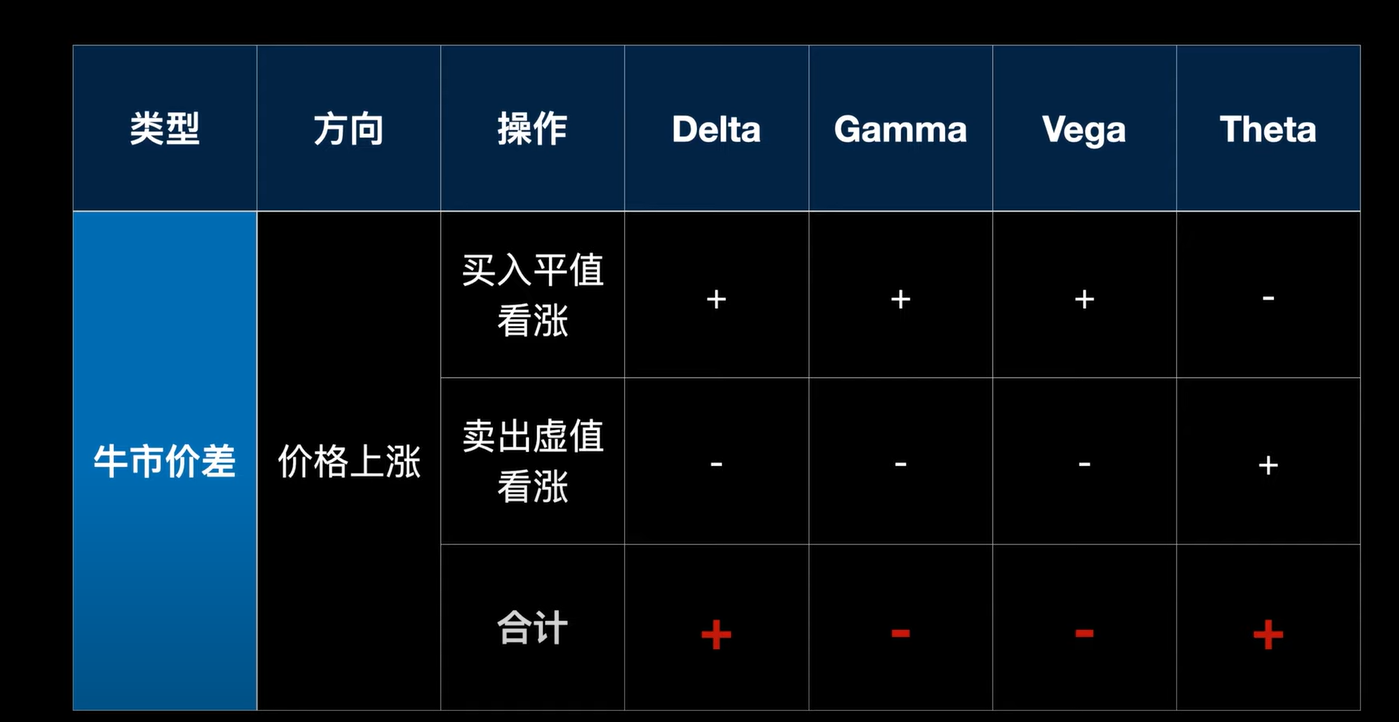 类型 方向 操作 Delta Gamma Vega Theta
买入平值
看涨 + + + -
牛市价差 价格上涨
卖出虚值
看涨 - - - +
合计 + - - +